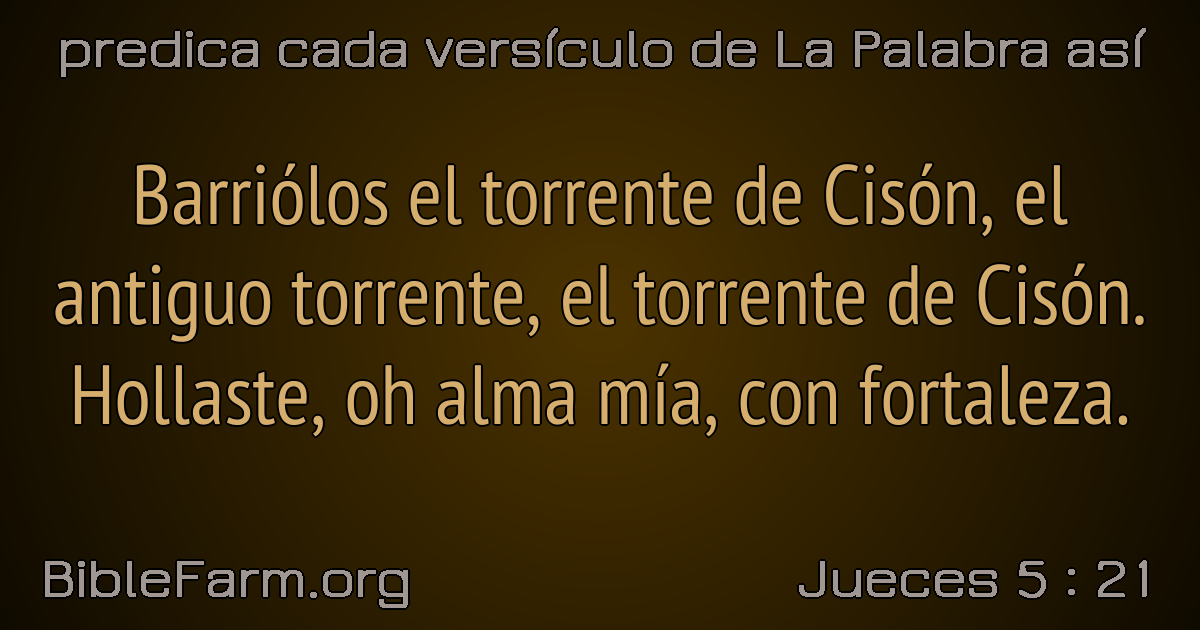 predica cada versículo de La Palabra así
Barriólos el torrente de Cisón, el
antiguo torrente, el torrente de Cisón.
Hollaste, oh alma mía, con fortaleza.
BibleFarm.org
Jueces 5 : 21